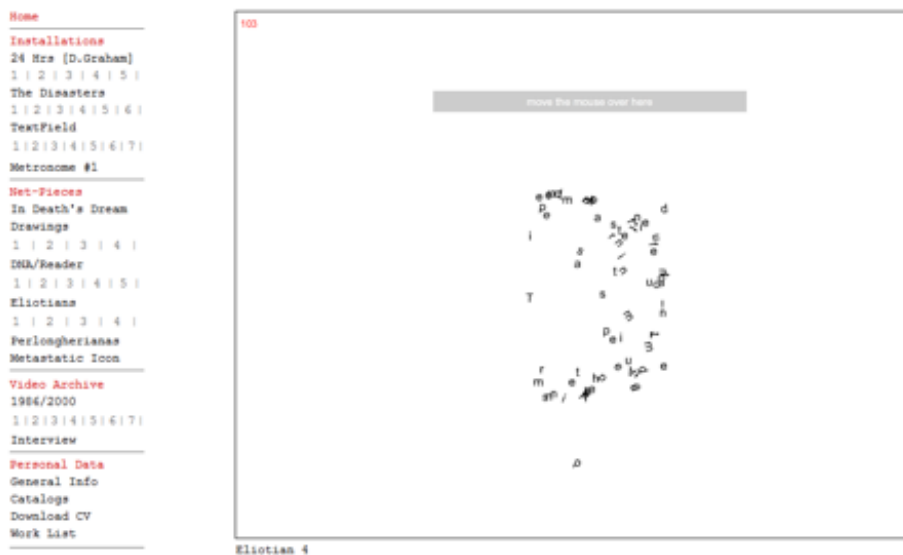 Home
Installations
24 Hrs [D.Graham]
1 | 2 | 3 | 4 | 5 |
The Disasters
1|2|3|4|5|6|
TextField
1|2|3|4|5|6|7|
Metronome #1
Net-Pieces
In Death's Dream
Drawings
1 | 2 | 3 | 4 |
DNA/Reader
1 | 2 | 3 | 4 | 5 |
Eliotians
1 | 2 | 3 | 4 |
Perlongherianas
Metastatic Icon
Video Archive
1986/2000
1|2|3|4|5|6|7|
Interview
Personal Data
General Info
Catalogs
Download CV
Work List
103
move the mouse over here
Eliotian 4